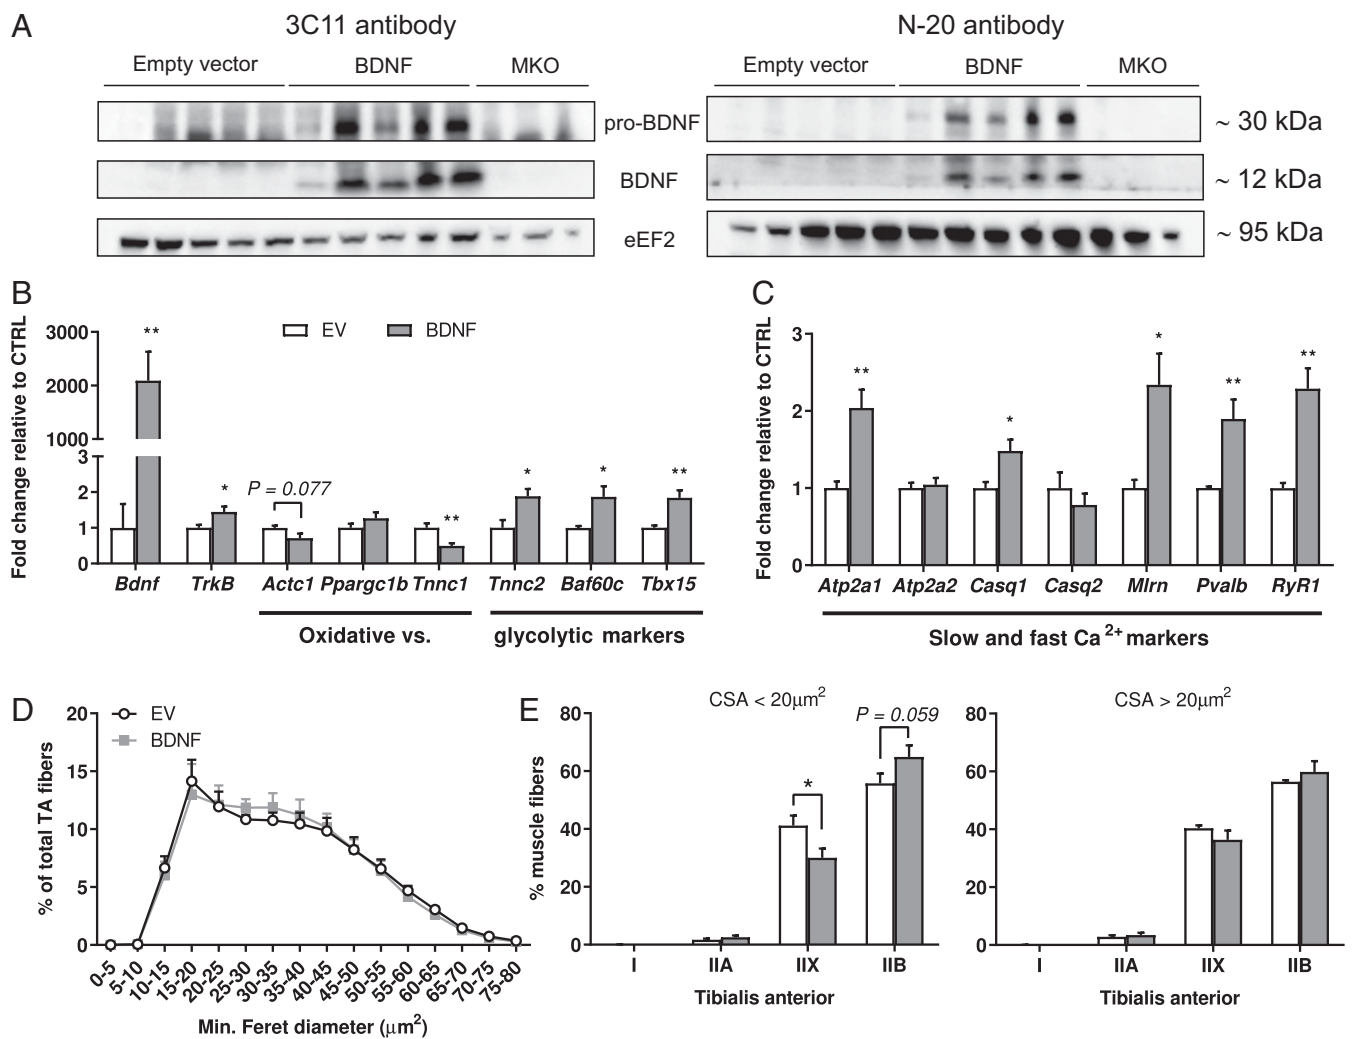 A
3C11 antibody
N-20 antibody
Empty vector BDNF MKO
Empty vector BDNF MKO
pro-BDNF
~ 30 kDa
BDNF
~ 12 kDa
eEF2
~ 95 kDa
B
Fold change relative to CTRL
EV BDNF
3000
2000
1000
3
2
1
0
**
*
P = 0.077
**
*
*
**
Bdnf TrkB Actc1 Ppargc1b Tnnc1 Tnnc2 Baf60c Tbx15
Oxidative vs. glycolytic markers
C
Fold change relative to CTRL
3
2
1
0
**
*
*
**
**
Atp2a1 Atp2a2 Casq1 Casq2 Mlrn Pvalb RyR1
Slow and fast Ca2+ markers
D
% of total TA fibers
EV
BDNF
20
15
10
5
0
0-5 5-10 10-15 15-20 20-25 25-30 30-35 35-40 40-45 45-50 50-55 55-60 60-65 65-70 70-75 75-80
Min. Feret diameter (μm2)
E
CSA < 20μm2
% muscle fibers
80
60
40
20
0
*
P = 0.059
I IIA IIX IIB
Tibialis anterior
CSA > 20μm2
80
60
40
20
0
I IIA IIX IIB
Tibialis anterior